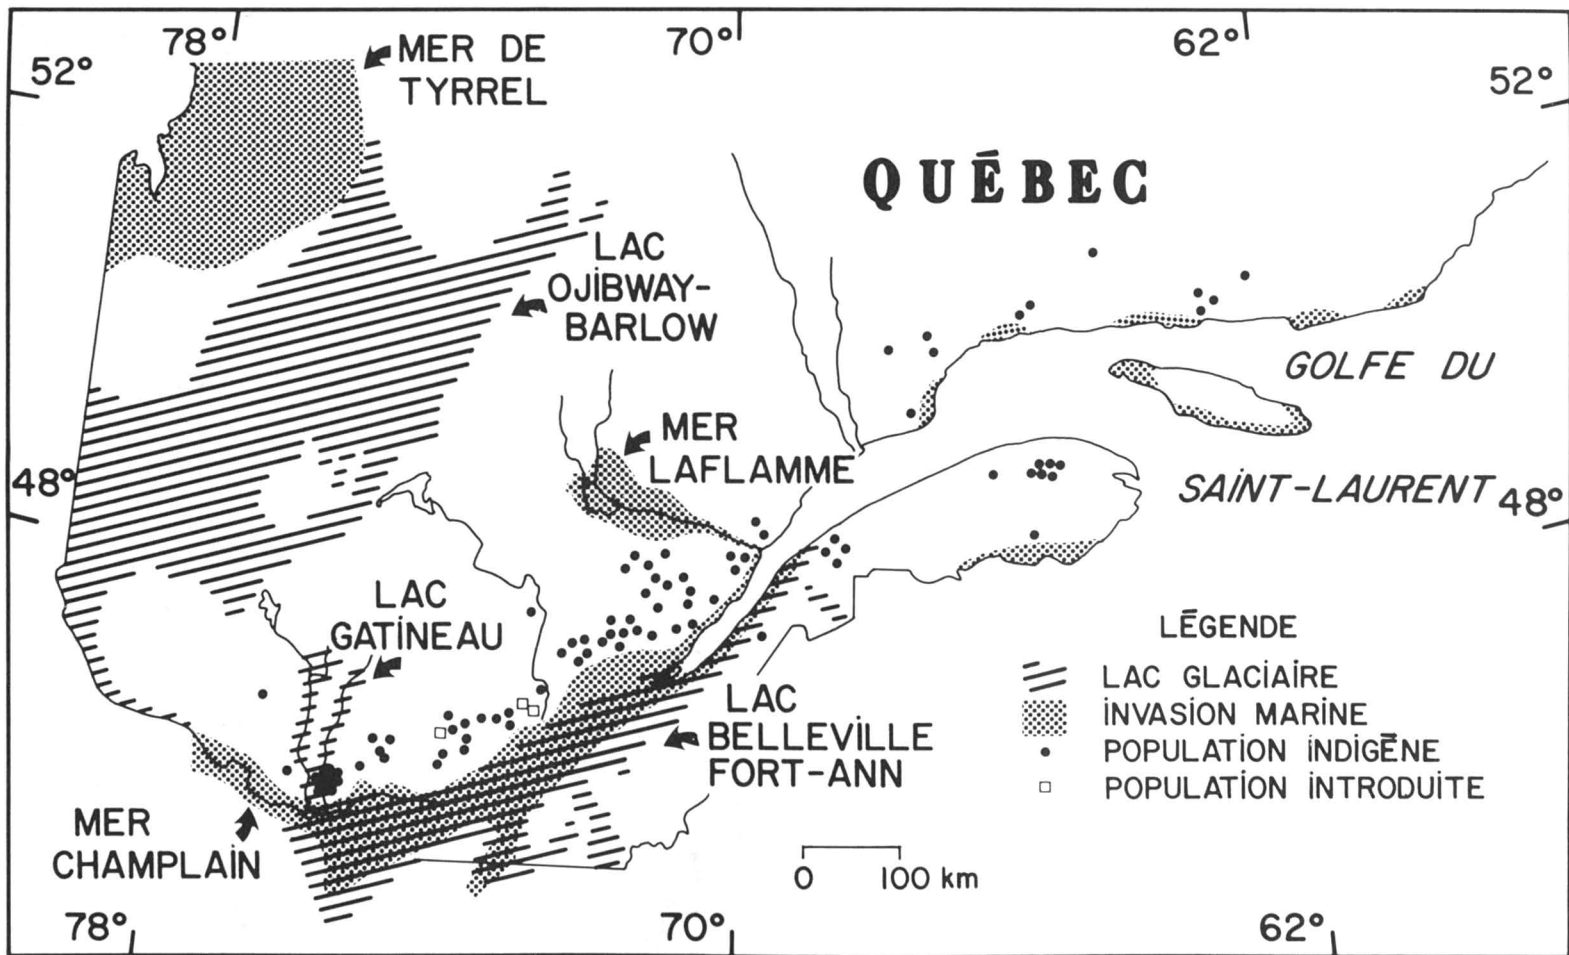 78°
70°
62°
52°
52°
MER DE
TYRREL
QUÉBEC
LAC
OJIBWAY-
BARLOW
GOLFE DU
MER
LAFLAMME
SAINT-LAURENT
48°
48°
LAC
GATINEAU
LÉGENDE
LAC GLACIAIRE
INVASION MARINE
POPULATION INDIGÈNE
POPULATION INTRODUITE
LAC
BELLEVILLE
FORT-ANN
MER
CHAMPLAIN
0 100 km
78°
70°
62°